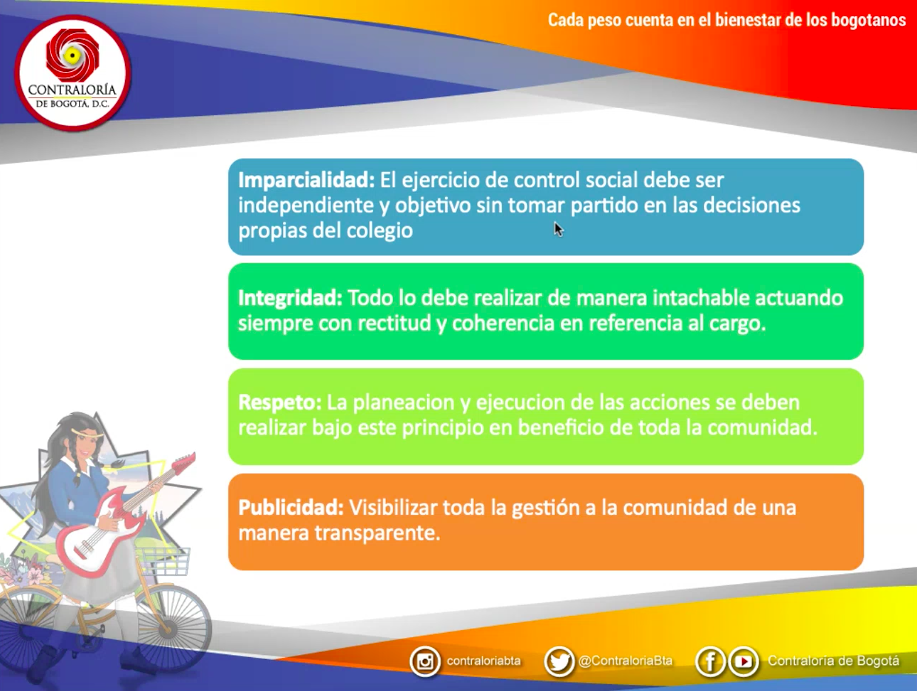 Cada peso cuenta en el bienestar de los bogotanos
CONTRALORÍA
DE BOGOTÁ, D.C.
Imparcialidad: El ejercicio de control social debe ser
independiente y objetivo sin tomar partido en las decisiones
propias del colegio
Integridad: Todo lo debe realizar de manera intachable actuando
siempre con rectitud y coherencia en referencia al cargo.
Respeto: La planeacion y ejecucion de las acciones se deben
realizar bajo este principio en beneficio de toda la comunidad.
Publicidad: Visibilizar toda la gestión a la comunidad de una
manera transparente.
contraloriabta @ContraloriaBta Contraloría de Bogotá